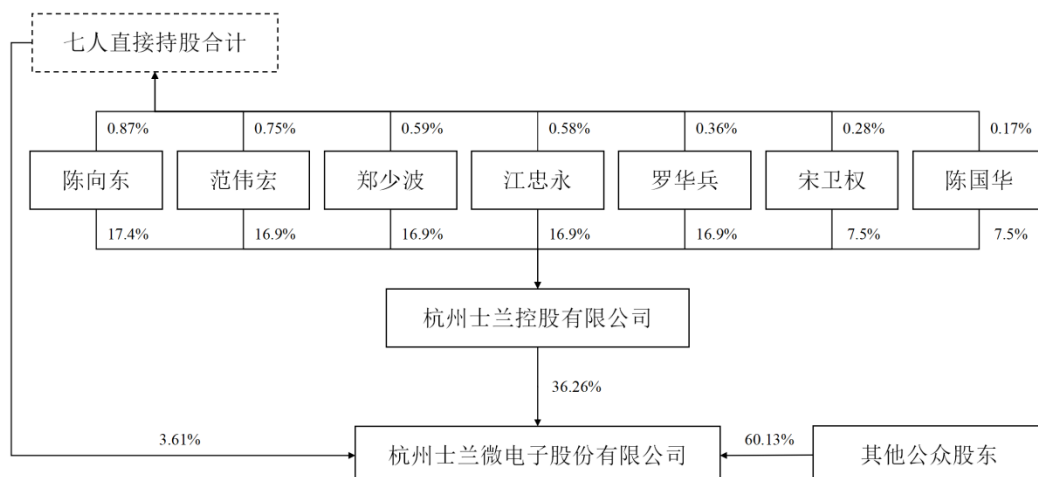 七人直接持股合计
0.87%
0.75%
0.59%
0.58%
0.36%
0.28%
0.17%
陈向东
范伟宏
郑少波
江忠永
罗华兵
宋卫权
陈国华
17.4%
16.9%
16.9%
16.9%
16.9%
7.5%
7.5%
杭州士兰控股有限公司
36.26%
3.61%
杭州士兰微电子股份有限公司
60.13%
其他公众股东